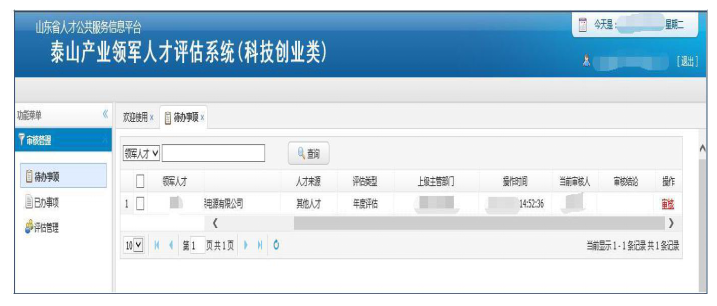 山东省人才公共服务信息平台
泰山产业领军人才评估系统(科技创业类)
今天是: 星期二
[退出]
功能菜单
欢迎使用 × 待办事项 ×
审核管理
领军人才 查询
待办事项
领军人才 人才来源 评估类型 上级主管部门 操作时间 当前审核人 审核结论 操作
已办事项
1 电源有限公司 其他人才 年度评估 14:52:36 审核
评估管理
10 第 1 页共1页 当前显示 1 - 1 条记录 共 1 条记录